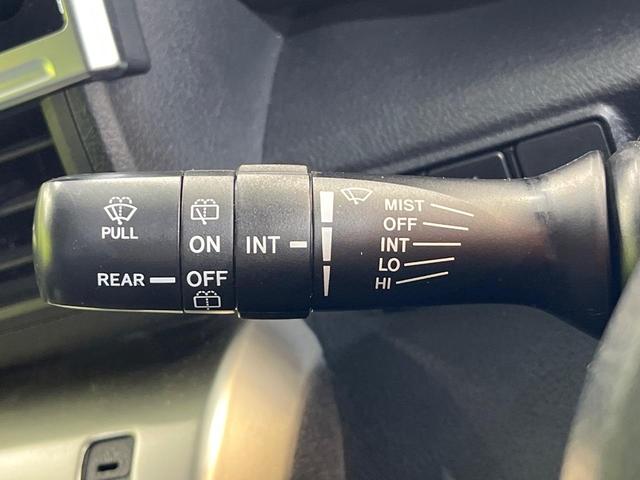 PULL
REAR
ON
OFF
INT
MIST
OFF
INT
LO
HI